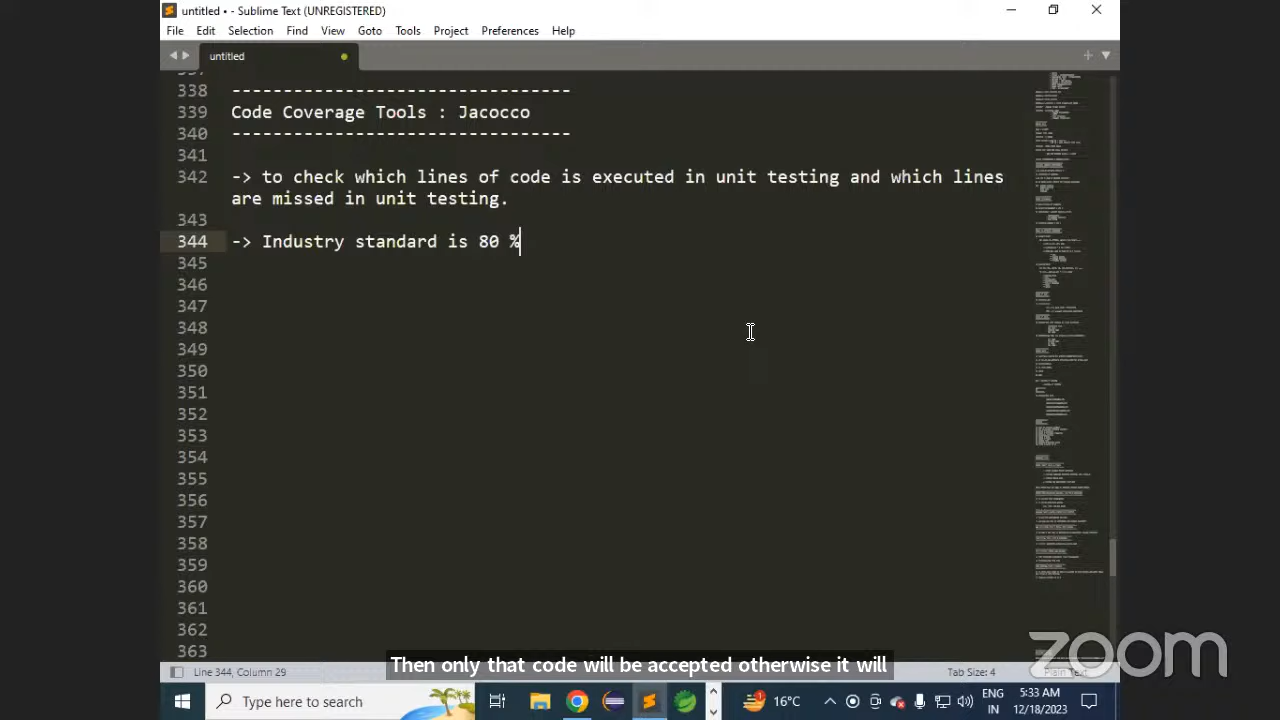 untitled • - Sublime Text (UNREGISTERED)
File Edit Selection Find View Goto Tools Project Preferences Help
untitled
338 ---------------------------------
339 Code Coverage Tools : Jacocco
340 ---------------------------------
341
342 -> to check which lines of code is executed in unit testing and which lines
are missed in unit testing.
343
344 -> Industry standard is 80 %
345
346
347
348
349
350
351
352
353
354
355
356
357
358
359
360
361
362
363
zoom
Then only that code will be accepted otherwise it will
Line 344, Column 29
Tab Size: 4
Type here to search
1
16°C
ENG
IN
5:33 AM
12/18/2023